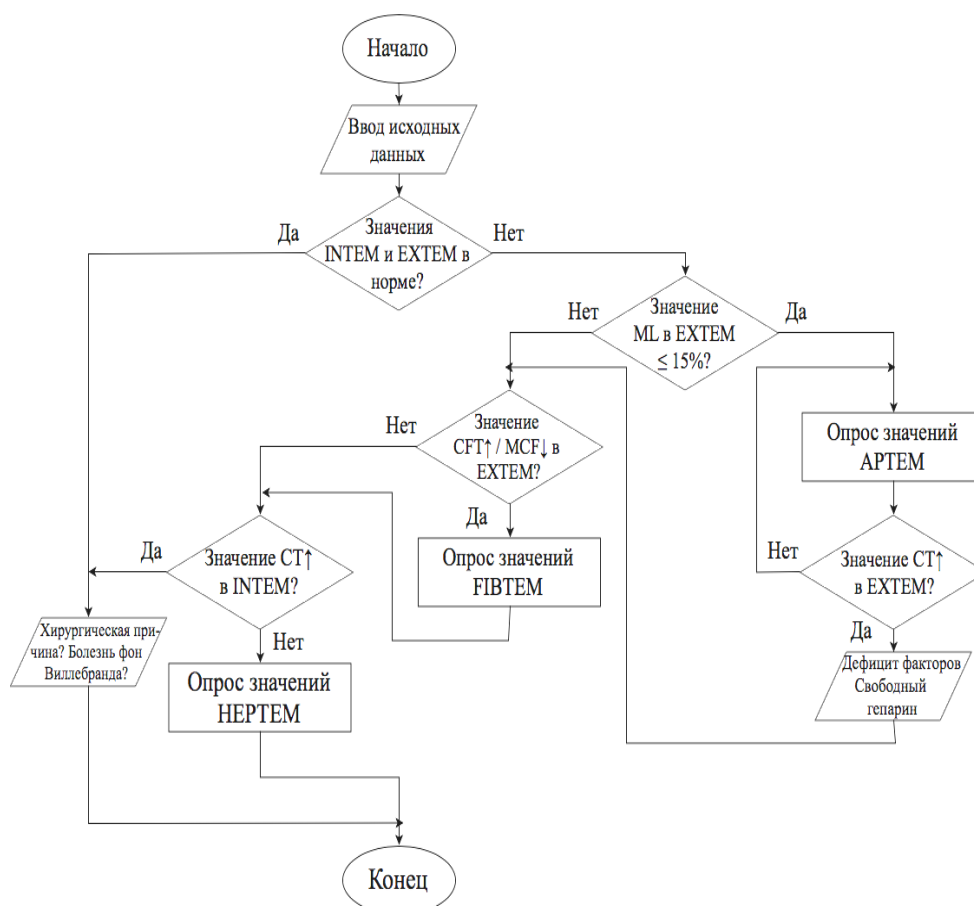 Начало
Ввод исходных
данных
Значения
INTEM и EXTEM в
норме?
Да
Нет
Значение
ML в EXTEM
≤ 15%?
Нет
Да
Значение
CFT↑ / MCF↓ в
EXTEM?
Нет
Да
Опрос значений
APTEM
Значение CT↑
в INTEM?
Да
Нет
Опрос значений
FIBTEM
Значение CT↑
в EXTEM?
Нет
Да
Хирургическая при-
чина? Болезнь фон
Виллебранда?
Опрос значений
HEPTEM
Дефицит факторов
Свободный
гепарин
Конец